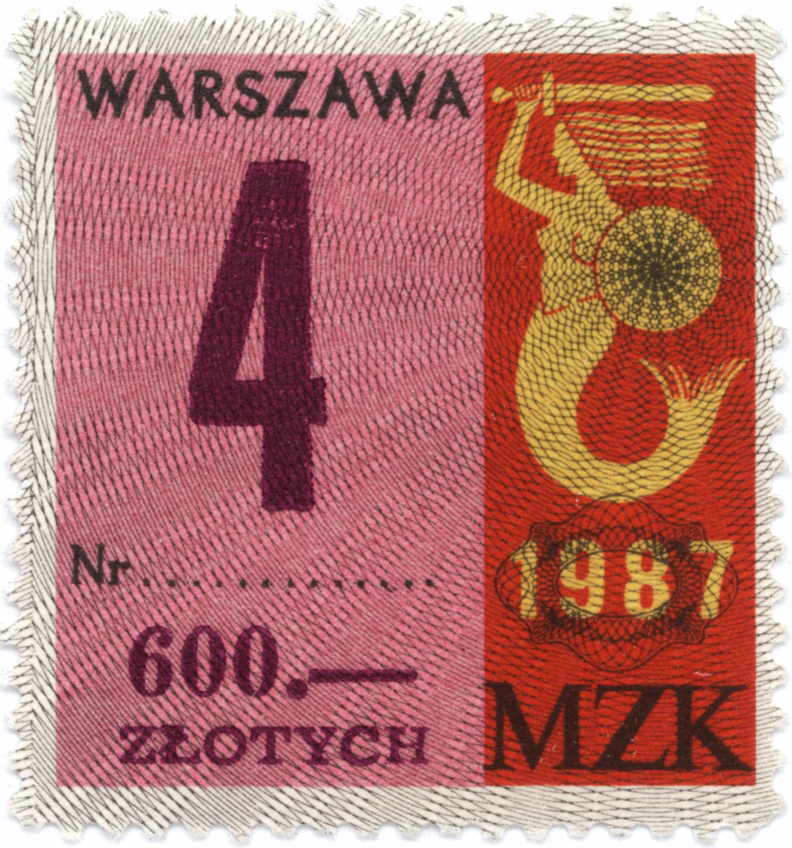 WARSZAWA
4
Nr..............
600.—
ZŁOTYCH
1987
MZK